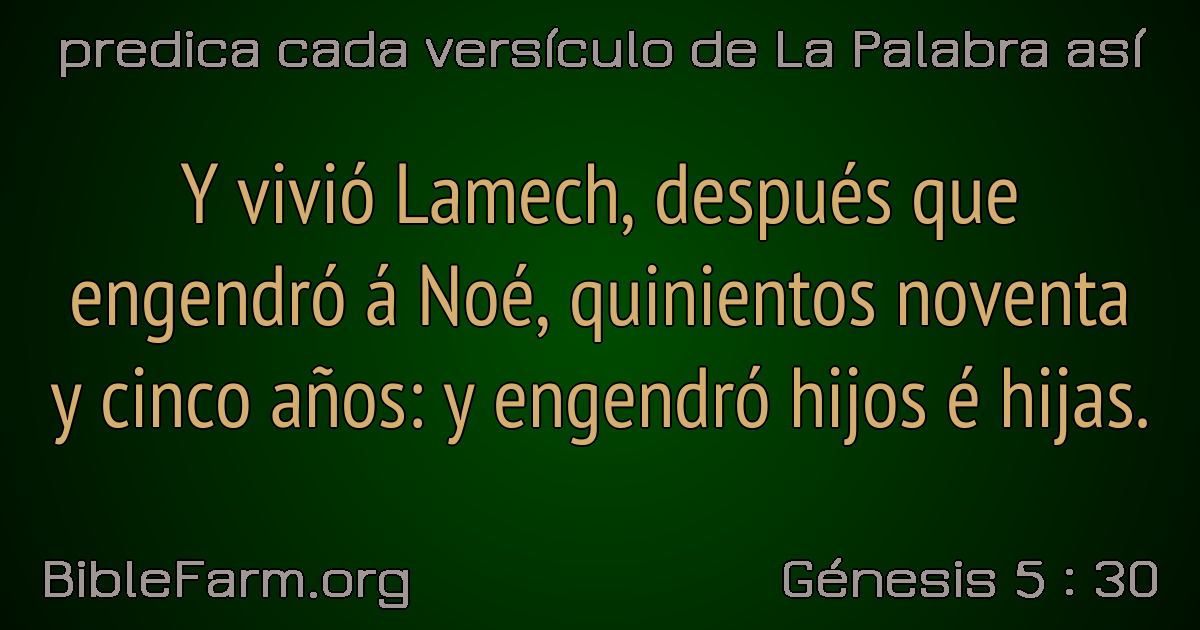 predica cada versículo de La Palabra así
Y vivió Lamech, después que
engendró á Noé, quinientos noventa
y cinco años: y engendró hijos é hijas.
BibleFarm.org
Génesis 5 : 30